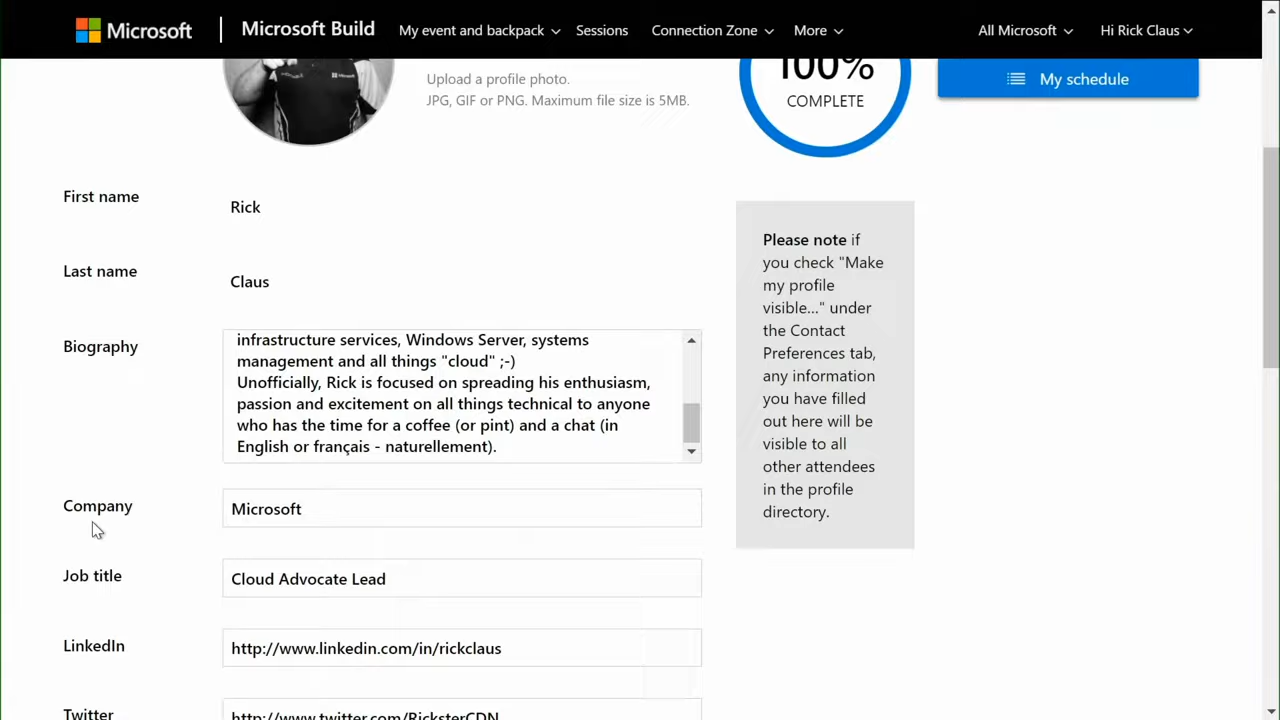 Microsoft
Microsoft Build
My event and backpack
Sessions
Connection Zone
More
All Microsoft
Hi Rick Claus
Upload a profile photo.
JPG, GIF or PNG. Maximum file size is 5MB.
100%
COMPLETE
My schedule
First name
Rick
Last name
Claus
Biography
infrastructure services, Windows Server, systems
management and all things "cloud" ;-)
Unofficially, Rick is focused on spreading his enthusiasm,
passion and excitement on all things technical to anyone
who has the time for a coffee (or pint) and a chat (in
English or français - naturellement).
Please note if
you check "Make
my profile
visible..." under
the Contact
Preferences tab,
any information
you have filled
out here will be
visible to all
other attendees
in the profile
directory.
Company
Microsoft
Job title
Cloud Advocate Lead
LinkedIn
http://www.linkedin.com/in/rickclaus
Twitter
http://www.twitter.com/RicksterCDN